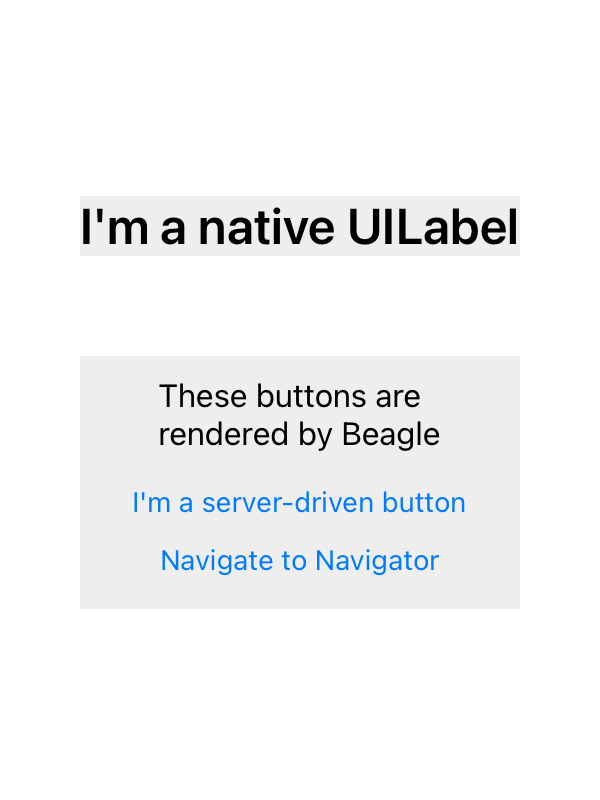 I'm a native UILabel
These buttons are
rendered by Beagle
I'm a server-driven button
Navigate to Navigator